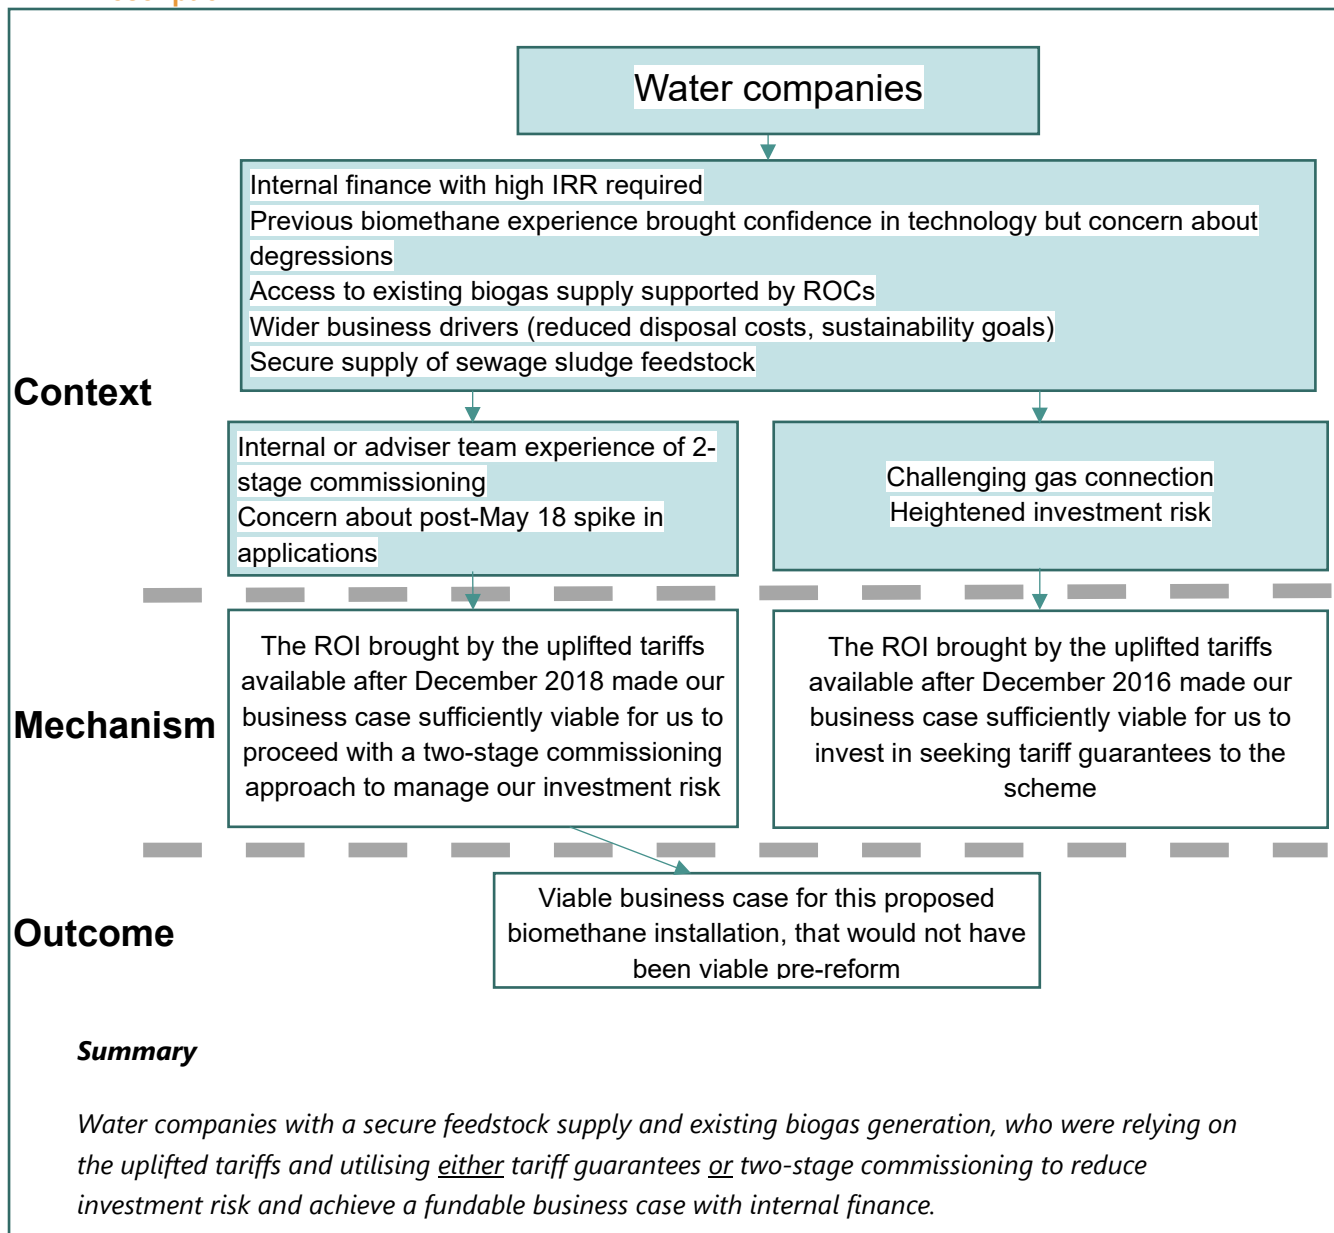 Water companies
Internal finance with high IRR required
Previous biomethane experience brought confidence in technology but concern about
degressions
Access to existing biogas supply supported by ROCs
Wider business drivers (reduced disposal costs, sustainability goals)
Secure supply of sewage sludge feedstock
Context
Internal or adviser team experience of 2-
stage commissioning
Concern about post-May 18 spike in
applications
Challenging gas connection
Heightened investment risk
Mechanism
The ROI brought by the uplifted tariffs
available after December 2018 made our
business case sufficiently viable for us to
proceed with a two-stage commissioning
approach to manage our investment risk
The ROI brought by the uplifted tariffs
available after December 2016 made our
business case sufficiently viable for us to
invest in seeking tariff guarantees to the
scheme
Outcome
Viable business case for this proposed
biomethane installation, that would not have
been viable pre-reform
Summary
Water companies with a secure feedstock supply and existing biogas generation, who were relying on
the uplifted tariffs and utilising either tariff guarantees or two-stage commissioning to reduce
investment risk and achieve a fundable business case with internal finance.